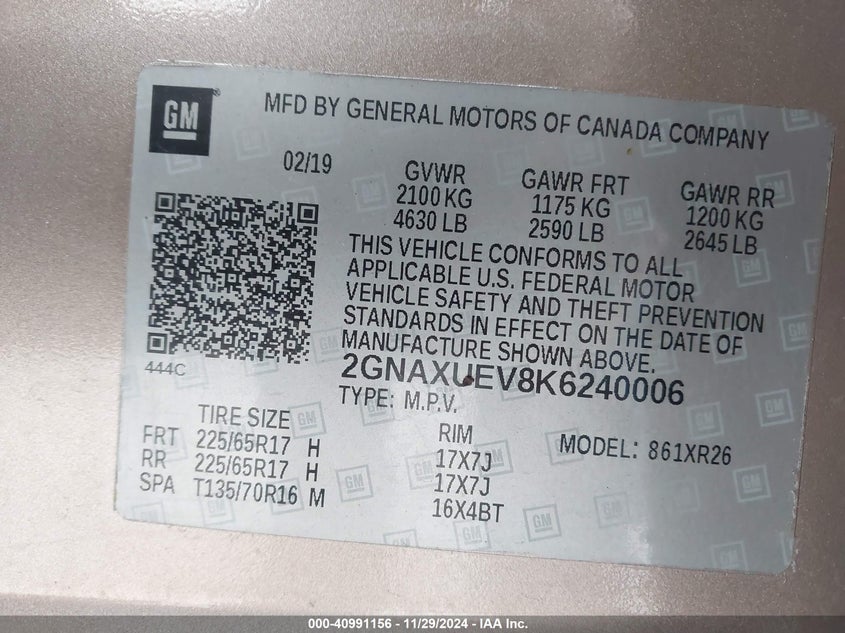 GM
MFD BY GENERAL MOTORS OF CANADA COMPANY
02/19
GVWR
2100 KG
4630 LB
GAWR FRT
1175 KG
2590 LB
GAWR RR
1200 KG
2645 LB
THIS VEHICLE CONFORMS TO ALL
APPLICABLE U.S. FEDERAL MOTOR
VEHICLE SAFETY AND THEFT PREVENTION
STANDARDS IN EFFECT ON THE DATE OF
MANUFACTURE SHOWN ABOVE.
444C
2GNAXUEV8K6240006
TYPE: M.P.V.
TIRE SIZE
RIM
MODEL: 861XR26
FRT 225/65R17 H 17X7J
RR 225/65R17 H 17X7J
SPA T135/70R16 M 16X4BT
000-40991156 - 11/29/2024 - IAA Inc.